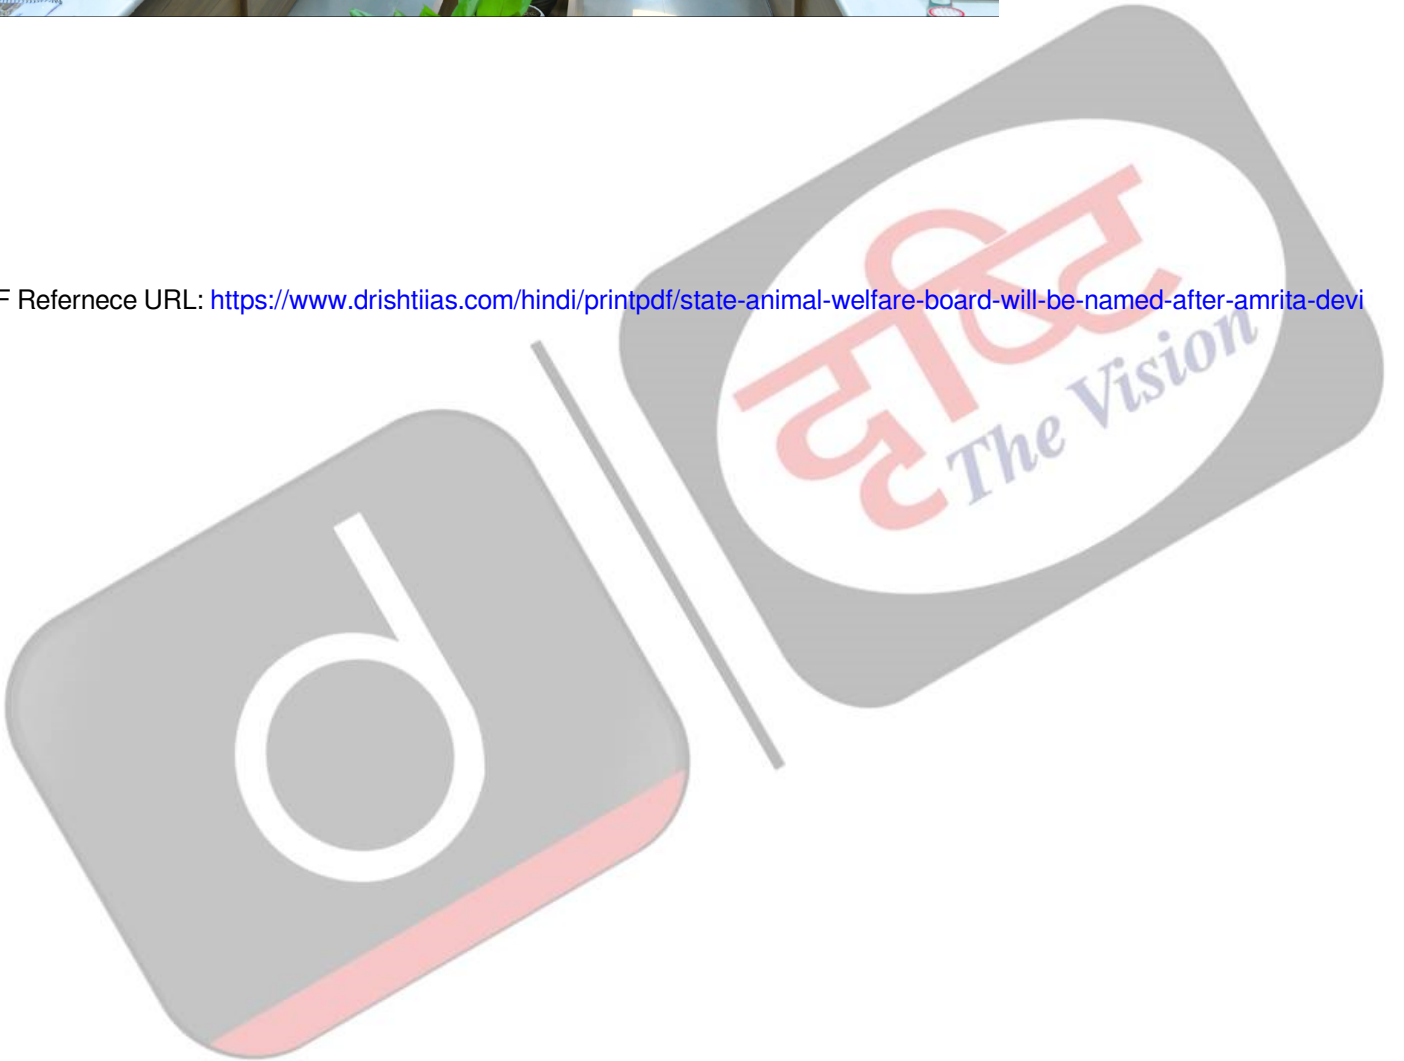 F Refernece URL: https://www.drishtiias.com/hindi/printpdf/state-animal-welfare-board-will-be-named-after-amrita-devi
दृष्टि
The Vision
d